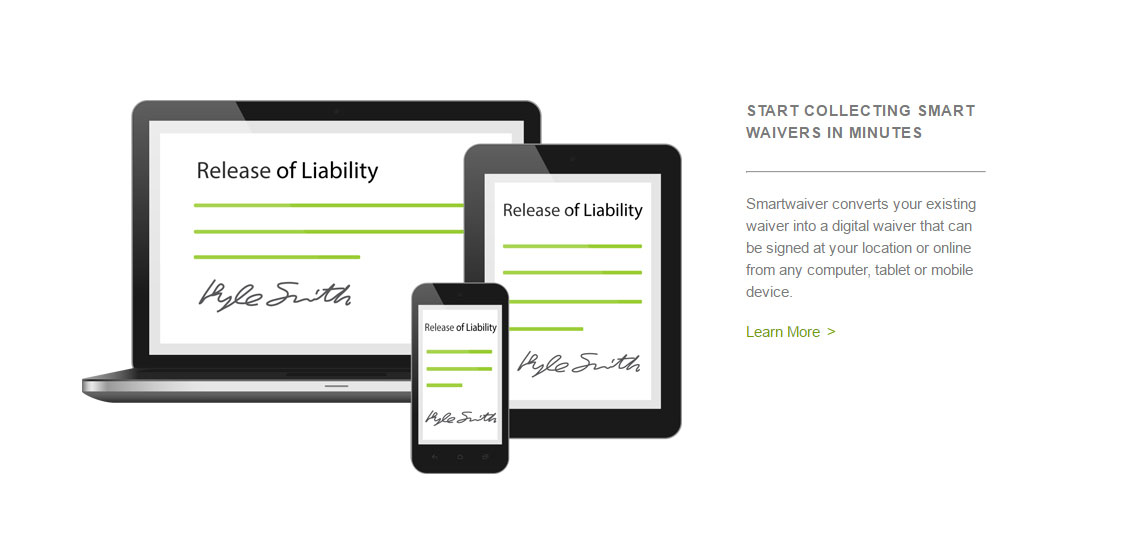 Release of Liability
Kyle Smith
Release of Liability
Kyle Smith
Release of Liability
Kyle Smith
START COLLECTING SMART
WAIVERS IN MINUTES
Smartwaiver converts your existing
waiver into a digital waiver that can
be signed at your location or online
from any computer, tablet or mobile
device.
Learn More >